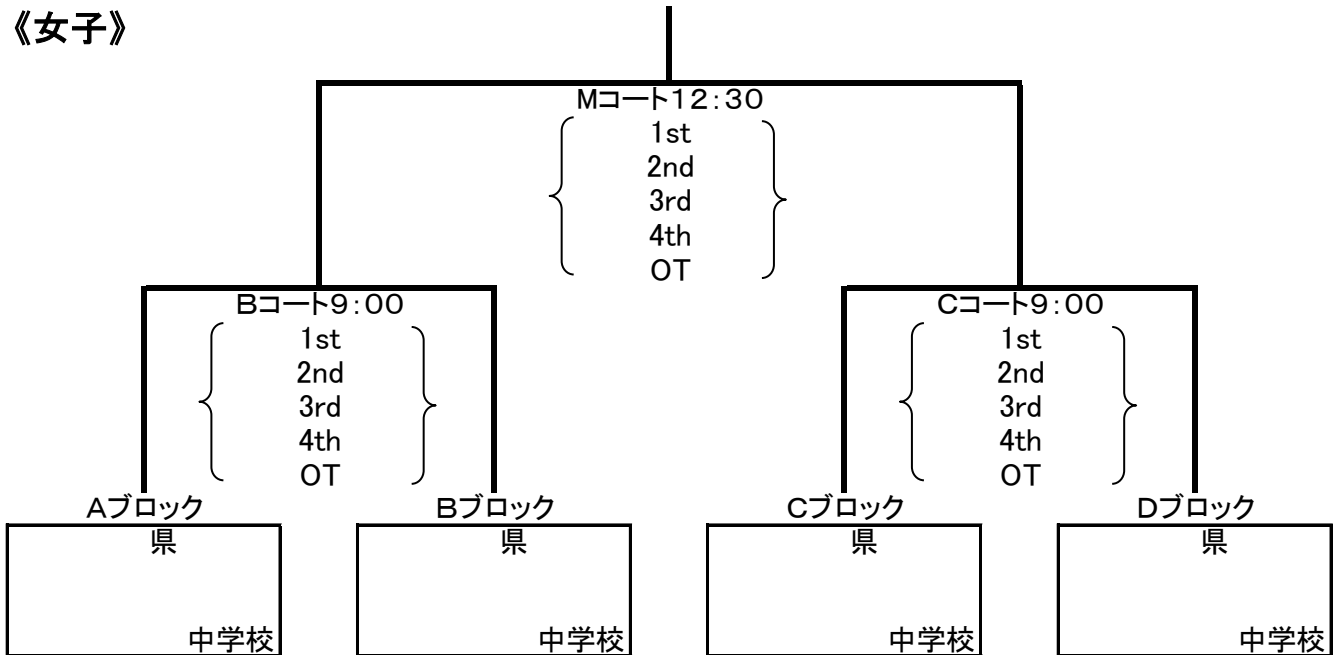 《女子》
Mコート12:30
1st
2nd
3rd
4th
OT
Bコート9:00
1st
2nd
3rd
4th
OT
Cコート9:00
1st
2nd
3rd
4th
OT
Aブロック
Bブロック
Cブロック
Dブロック
県
県
県
県
中学校
中学校
中学校
中学校